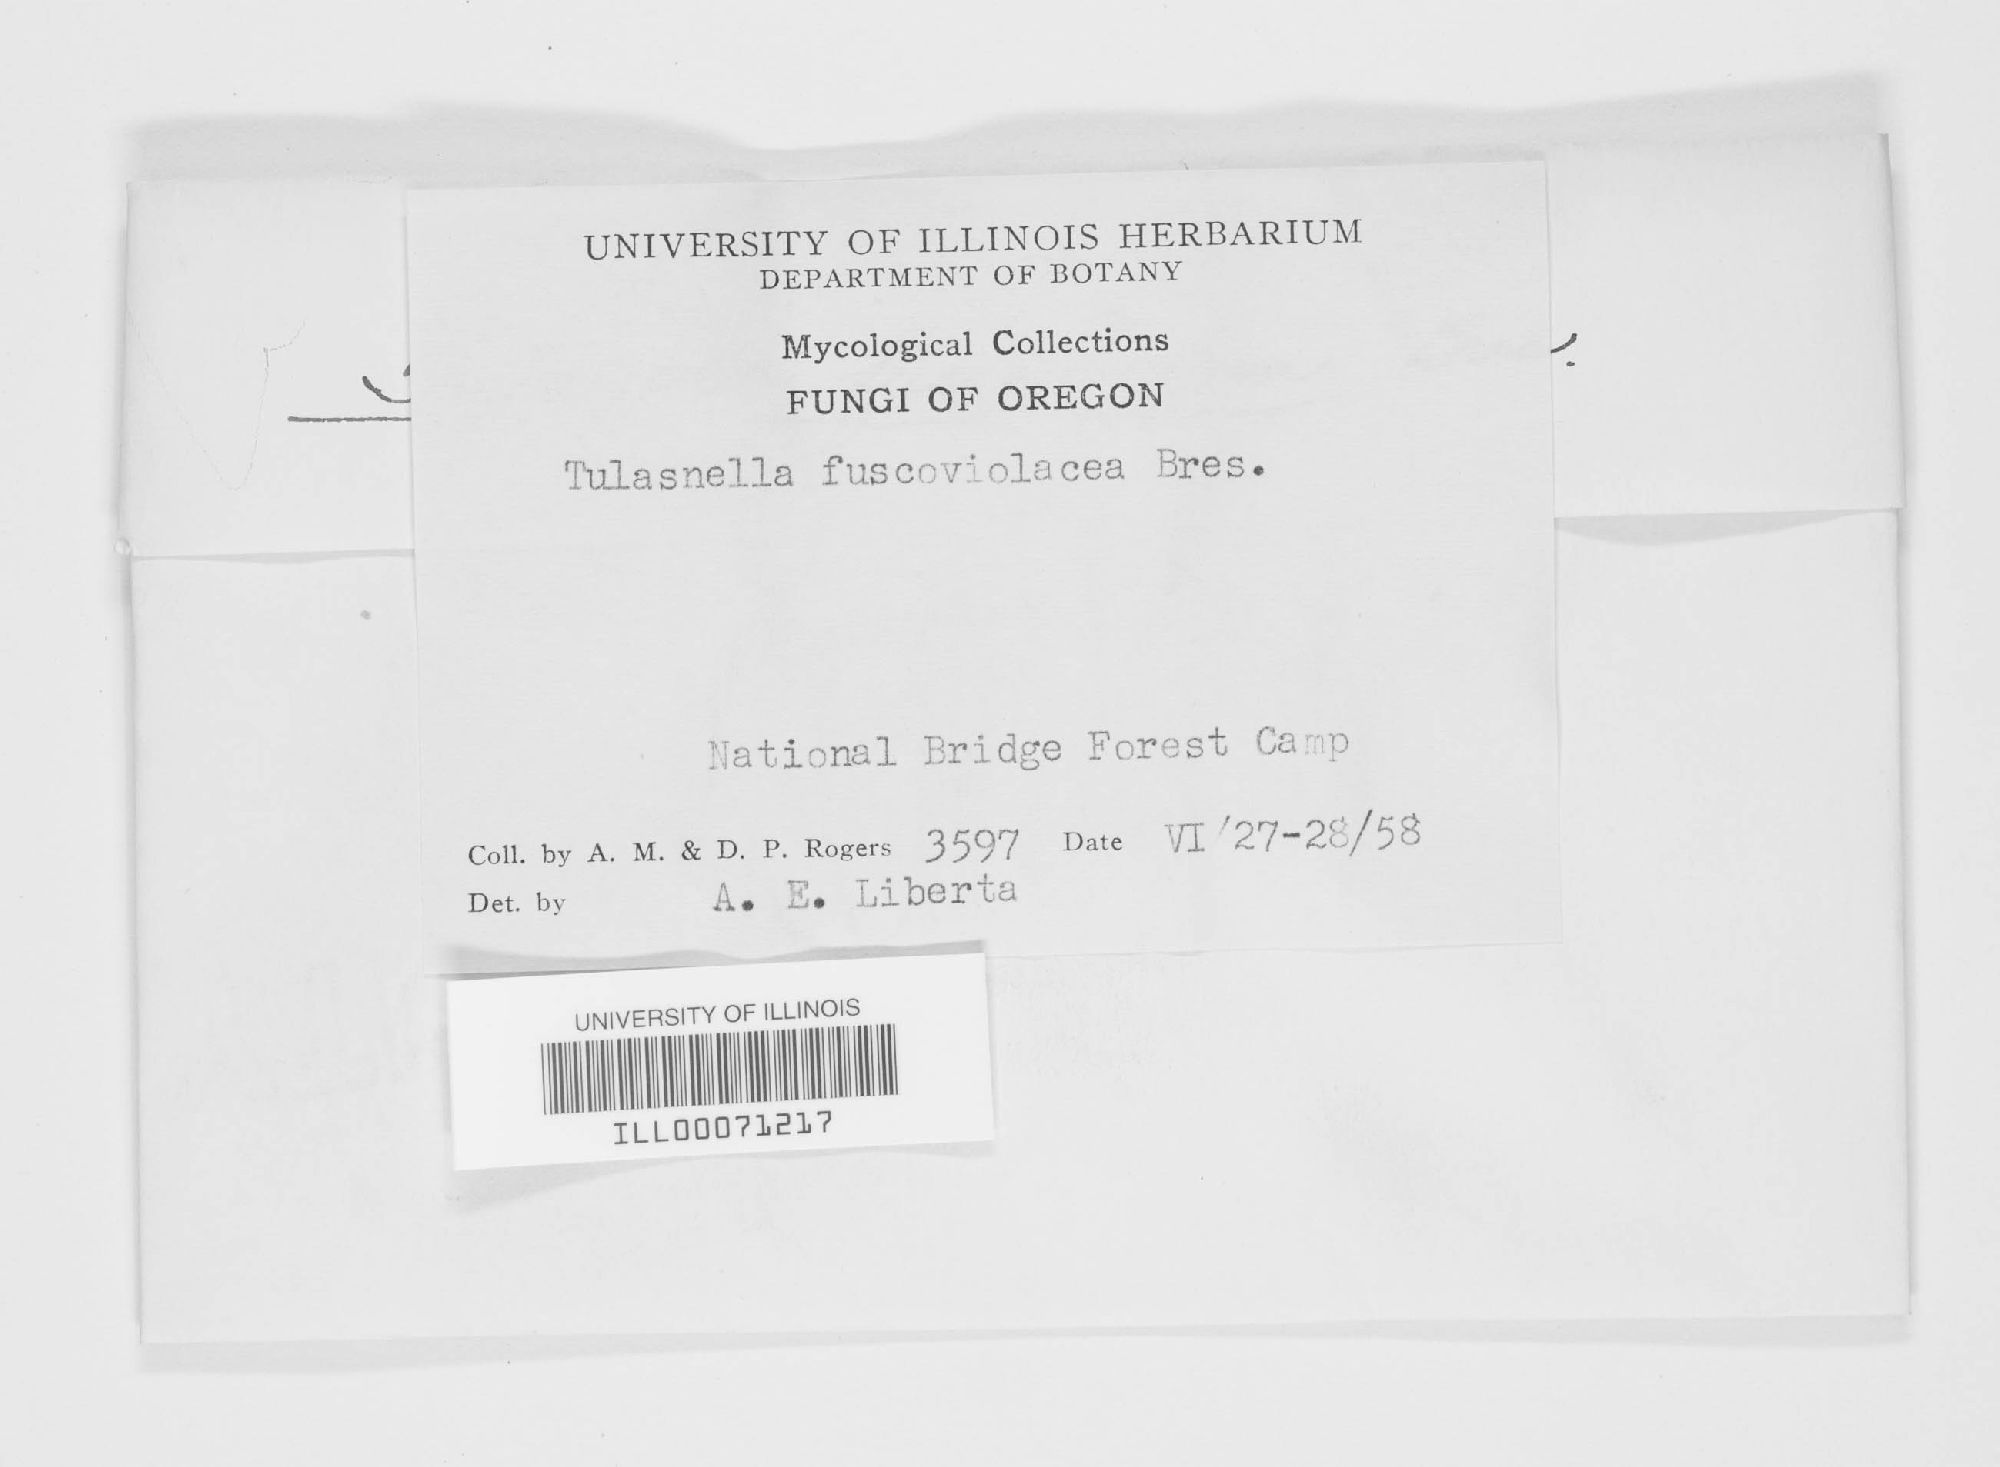 UNIVERSITY OF ILLINOIS HERBARIUM
DEPARTMENT OF BOTANY
Mycological Collections
FUNGI OF OREGON
Tulasnella fuscoviolacea Bres.
National Bridge Forest Camp
Coll. by A. M. & D. P. Rogers 3597 Date VI/27-28/58
Det. by A. E. Liberta
UNIVERSITY OF ILLINOIS
ILL00071217